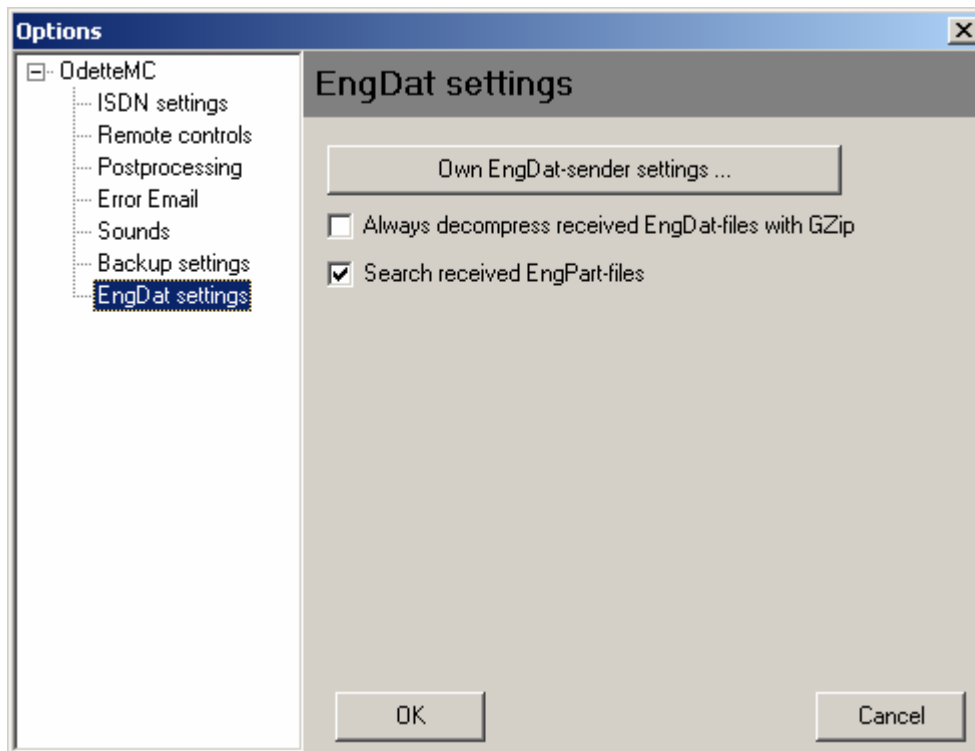 Options
OdetteMC
ISDN settings
Remote controls
Postprocessing
Error Email
Sounds
Backup settings
EngDat settings
EngDat settings
Own EngDat-sender settings ...
Always decompress received EngDat-files with GZip
Search received EngPart-files
OK
Cancel